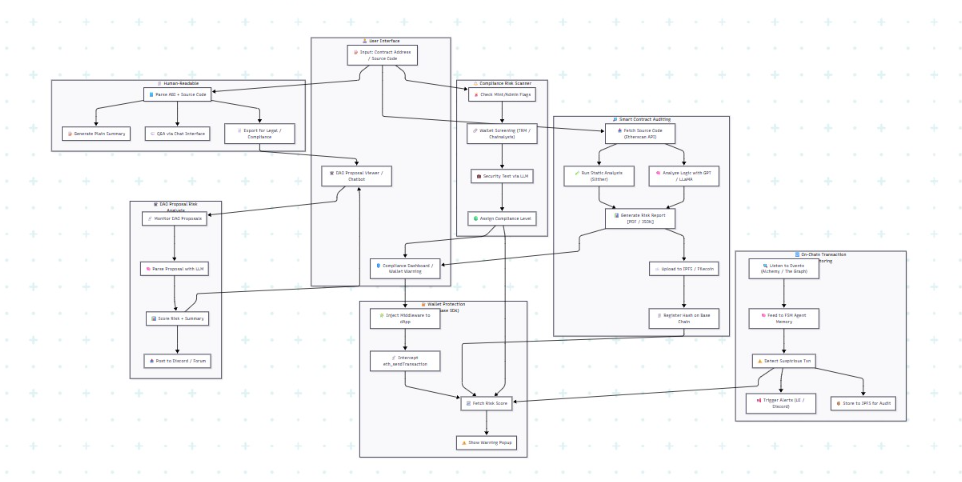 User Interface
Input Contract Address
/ Source Code
Human-Readable
Parse ABI + Source Code
Generate Plain Summary
Q&A via Chat Interface
Export for Legal /
Compliance
Compliance Risk Scanner
Check Mint/Admin Flags
Wallet Screening (TRM /
Chainalysis)
Security Test via LLM
Assign Compliance Level
Smart Contract Auditing
Fetch Source Code
(Etherscan API)
Run Static Analysis
(Slither)
Analyze Logic with GPT
/ LLaMA
Generate Risk Report
(PDF / JSON)
Upload to IPFS / Filecoin
Register Hash on Base
Chain
DAO Proposal Viewer /
Chatbot
Compliance Dashboard /
Wallet Warning
DAO Proposal Risk
Analysis
Monitor DAO Proposals
Parse Proposal with LLM
Score Risk + Summary
Post to Discord / Forum
Wallet Protection
Inject Middleware to
dApp
Intercept
eth_sendTransaction
Fetch Risk Score
Show Warning Popup
On-Chain Transaction
Listen to Events
(Alchemy / The Graph)
Feed to
Agent
Memory
Detect Suspicious Txn
Trigger Alerts (UI /
Discord)
Store to IPFS for Audit